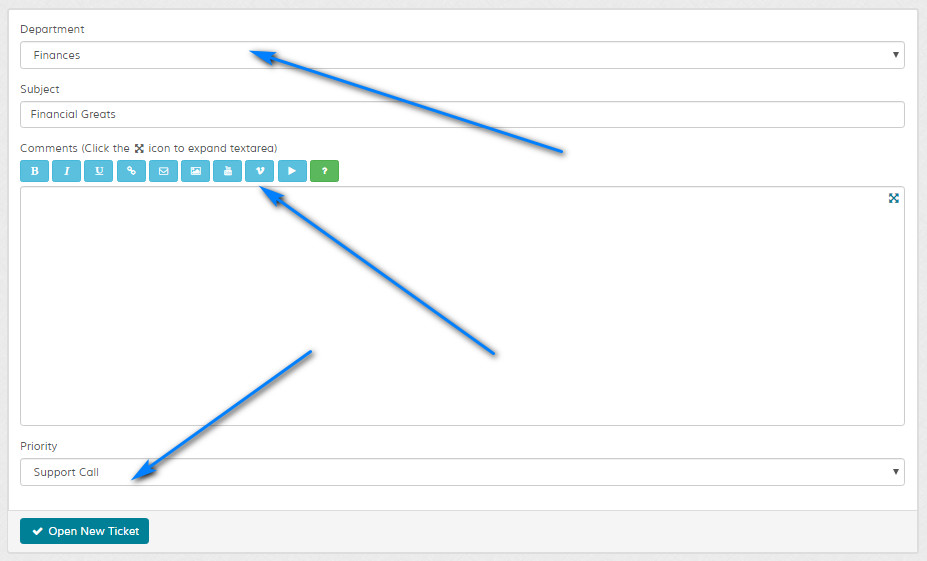 Department
Finances
Subject
Financial Greats
Comments (Click the icon to expand textarea)
B I U ?
Priority
Support Call
Open New Ticket